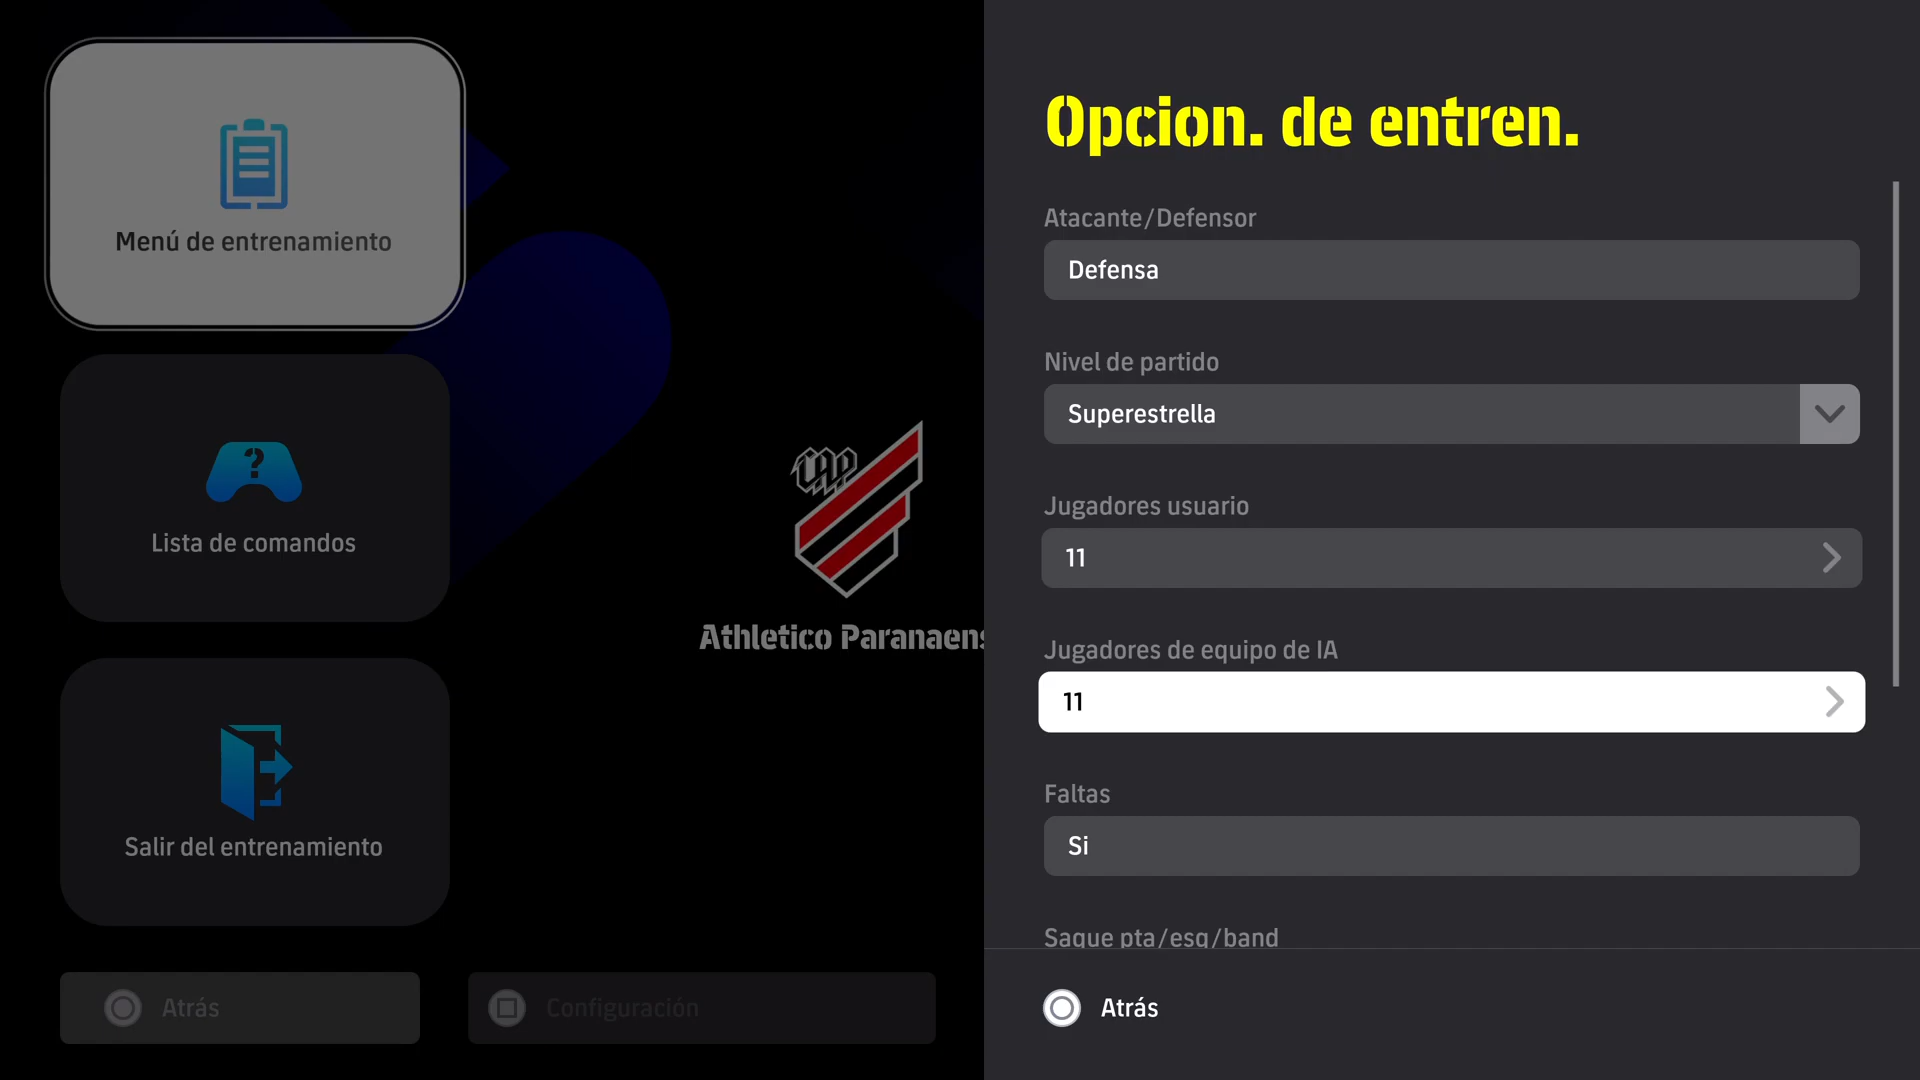 Menú de entrenamiento
Lista de comandos
Salir del entrenamiento
Atrás
Configuración
CAP
Athletico Paranaens
Opcion. de entren.
Atacante/Defensor
Defensa
Nivel de partido
Superestrella
Jugadores usuario
11
Jugadores de equipo de IA
11
Faltas
Si
Saque pta/esq/band
Atrás